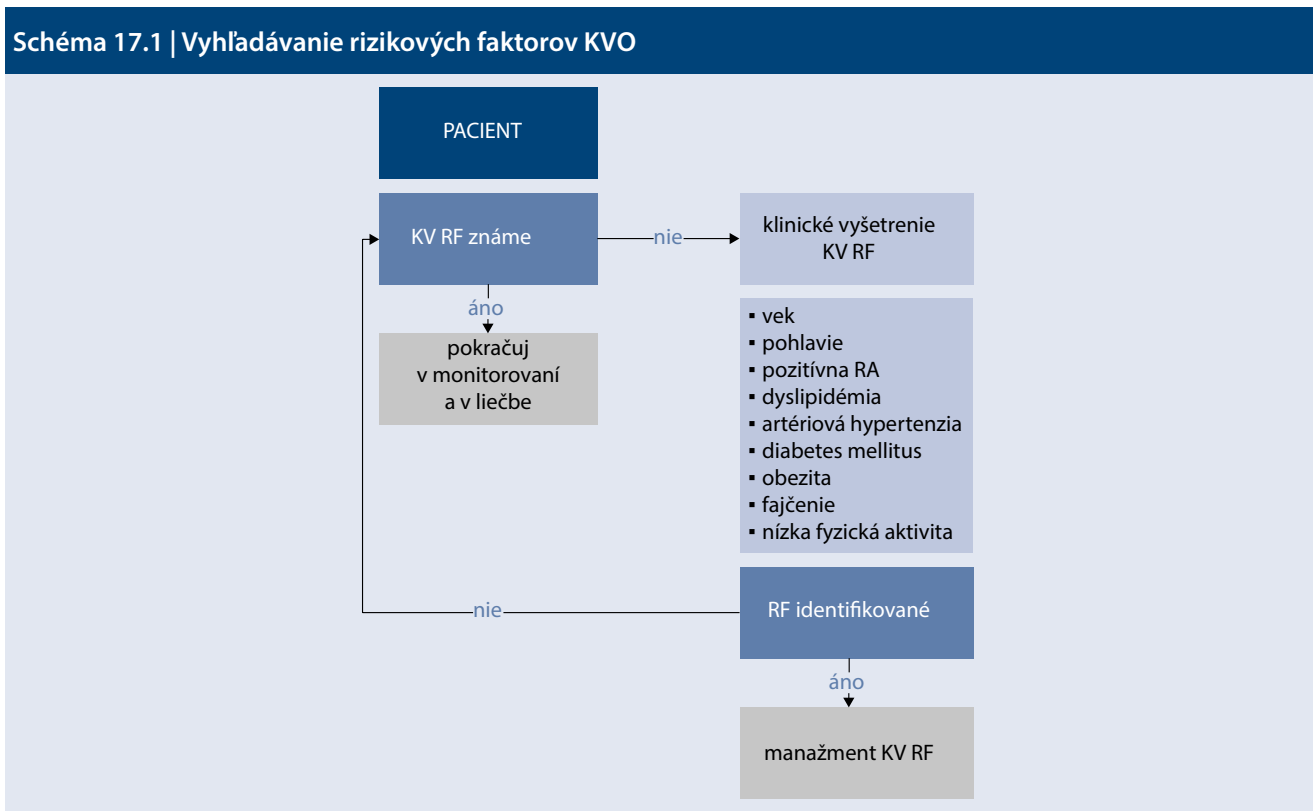 Schéma 17.1 | Vyhľadávanie rizikových faktorov KVO
PACIENT
KV RF známe
nie
klinické vyšetrenie
KV RF
áno
pokračuj
v monitorovaní
a v liečbe
▪ vek
▪ pohlavie
▪ pozitívna RA
▪ dyslipidémia
▪ artériová hypertenzia
▪ diabetes mellitus
▪ obezita
▪ fajčenie
▪ nízka fyzická aktivita
nie
RF identifikované
áno
manažment KV RF